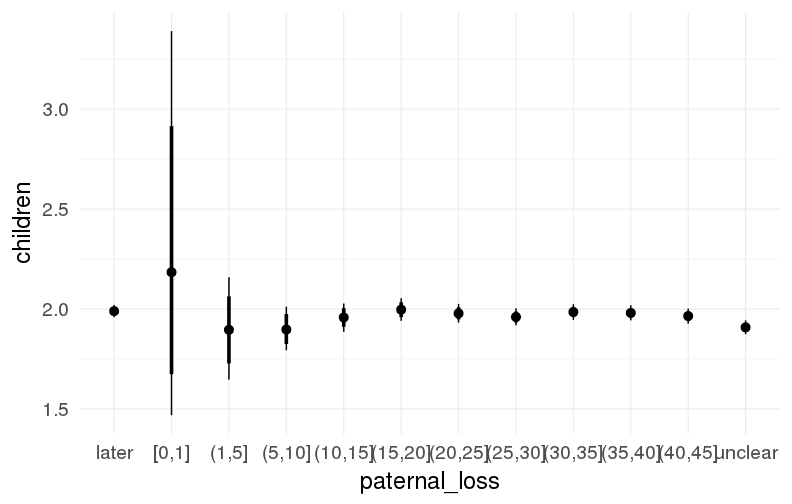 children
3.0
2.5
2.0
1.5
later [0,1] (1,5] (5,10] (10,15] (15,20] (20,25] (25,30] (30,35] (35,40] (40,45] unclear
paternal_loss